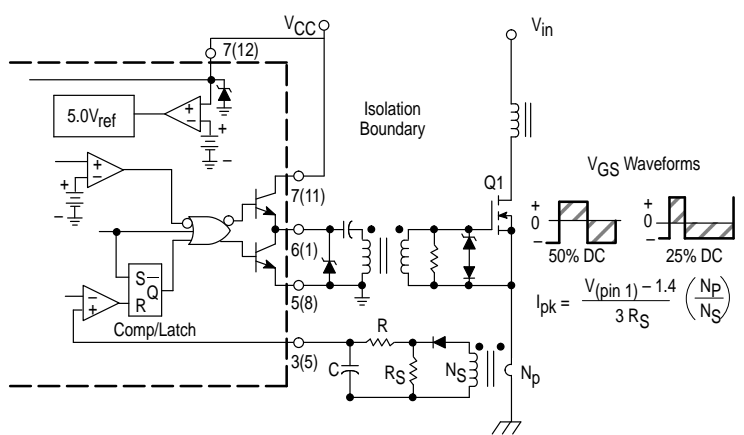 VCC
Vin
7(12)
5.0Vref
+
−
+
−
Isolation
Boundary
VGS Waveforms
+
−
+
−
7(11)
Q1
+
0
−
+
0
−
50% DC
25% DC
6(1)
S
R
Q
5(8)
Ipk = V(pin 1) − 1.4 / 3 RS (NP / NS)
−
+
Comp/Latch
3(5)
R
C
RS
NS
Np